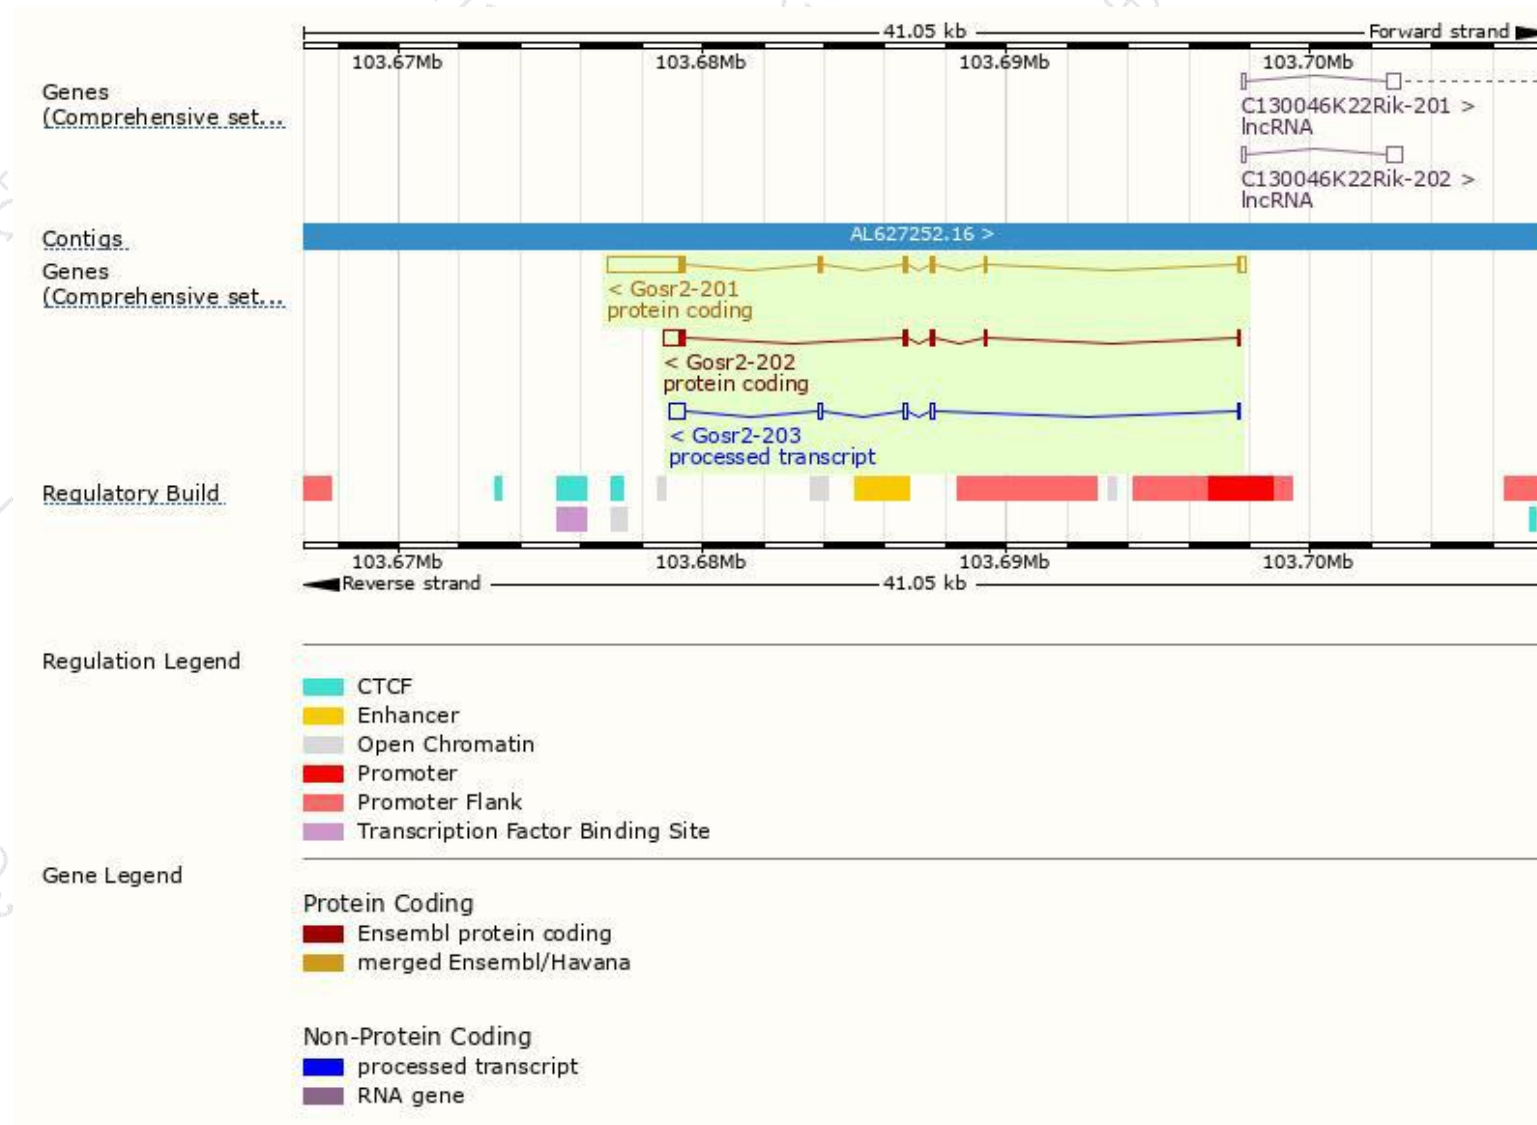 41.05 kb
Forward strand
103.67Mb 103.68Mb 103.69Mb 103.70Mb
Genes
(Comprehensive set...
C130046K22Rik-201 >
lncRNA
C130046K22Rik-202 >
lncRNA
Contigs
AL627252.16 >
Genes
(Comprehensive set...
< Gosr2-201
protein coding
< Gosr2-202
protein coding
< Gosr2-203
processed transcript
Regulatory Build
103.67Mb 103.68Mb 103.69Mb 103.70Mb
Reverse strand
41.05 kb
Regulation Legend
CTCF
Enhancer
Open Chromatin
Promoter
Promoter Flank
Transcription Factor Binding Site
Gene Legend
Protein Coding
Ensembl protein coding
merged Ensembl/Havana
Non-Protein Coding
processed transcript
RNA gene